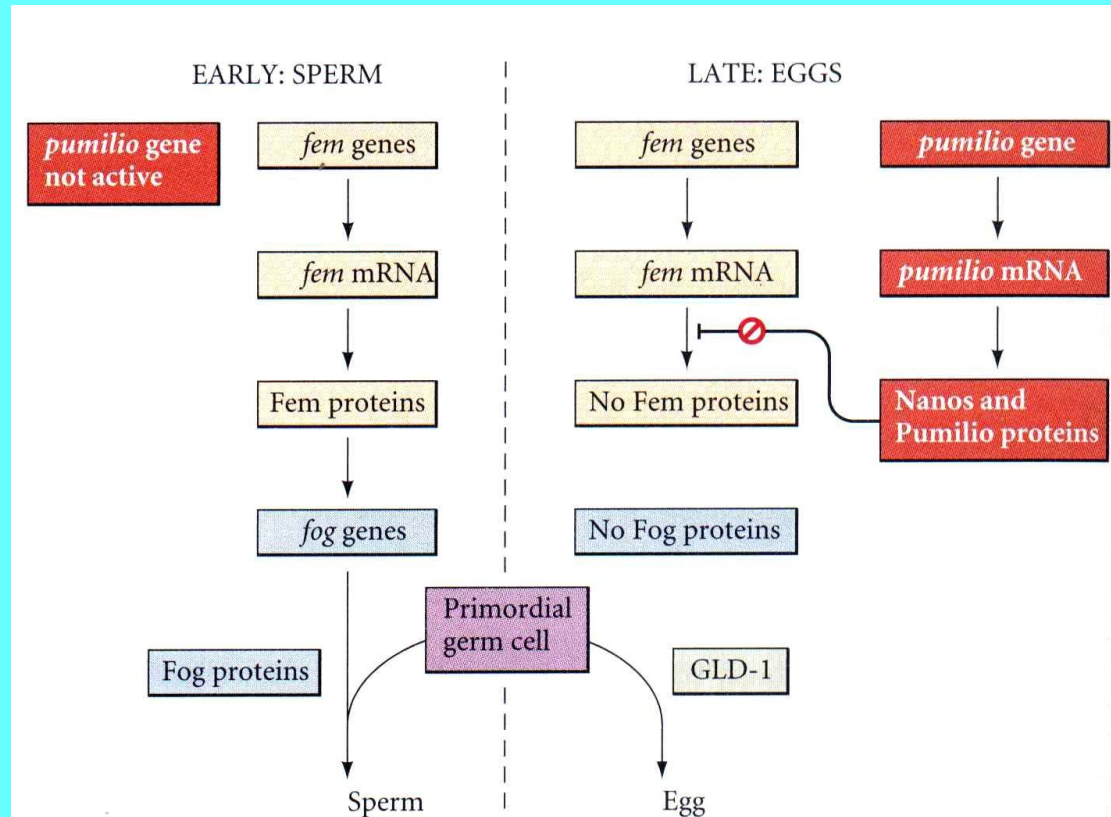 EARLY: SPERM
LATE: EGGS
pumilio gene
not active
fem genes
fem genes
pumilio gene
fem mRNA
fem mRNA
pumilio mRNA
Fem proteins
No Fem proteins
Nanos and
Pumilio proteins
fog genes
No Fog proteins
Primordial
germ cell
Fog proteins
GLD-1
Sperm
Egg